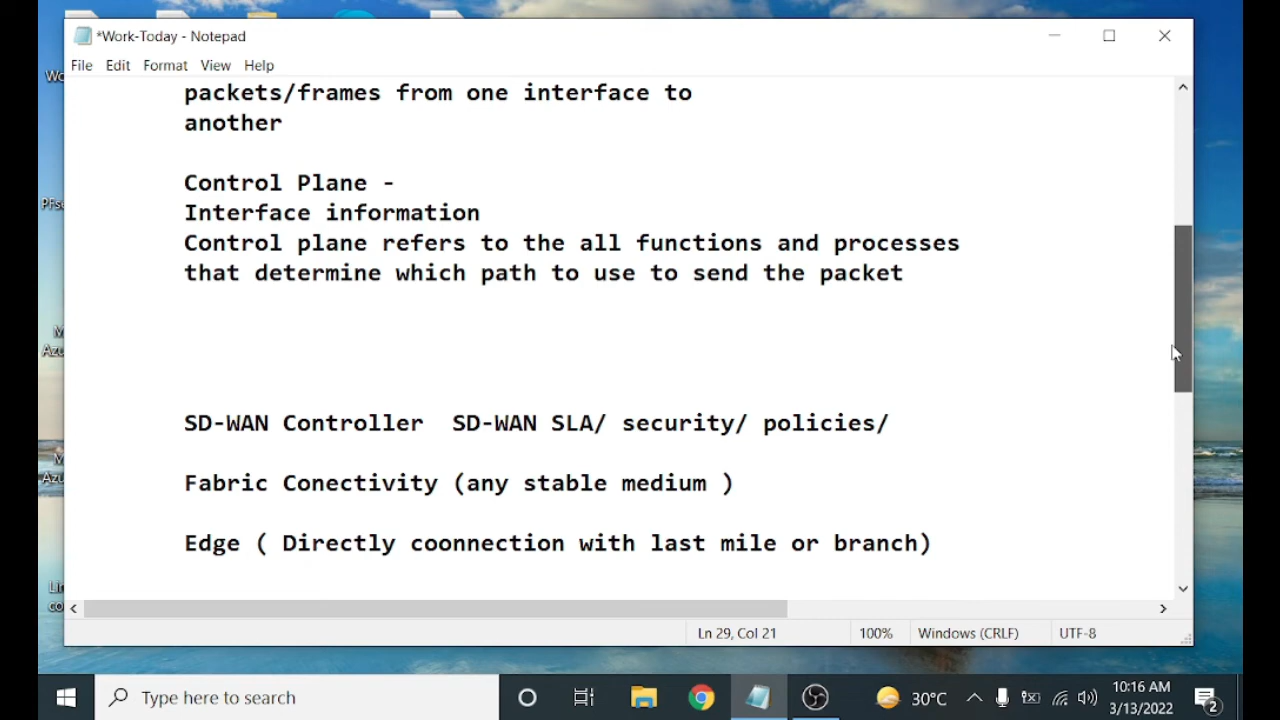 *Work-Today - Notepad
File Edit Format View Help
packets/frames from one interface to
another
Control Plane -
Interface information
Control plane refers to the all functions and processes
that determine which path to use to send the packet
SD-WAN Controller  SD-WAN SLA/ security/ policies/
Fabric Conectivity (any stable medium )
Edge ( Directly coonnection with last mile or branch)
Ln 29, Col 21 100% Windows (CRLF) UTF-8
Type here to search
30°C
10:16 AM
3/13/2022
2